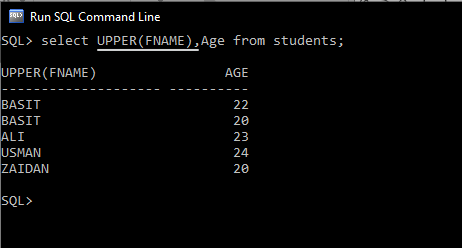 Run SQL Command Line
SQL> select UPPER(FNAME),Age from students;
UPPER(FNAME) AGE
-------------------- ----------
BASIT 22
BASIT 20
ALI 23
USMAN 24
ZAIDAN 20
SQL>